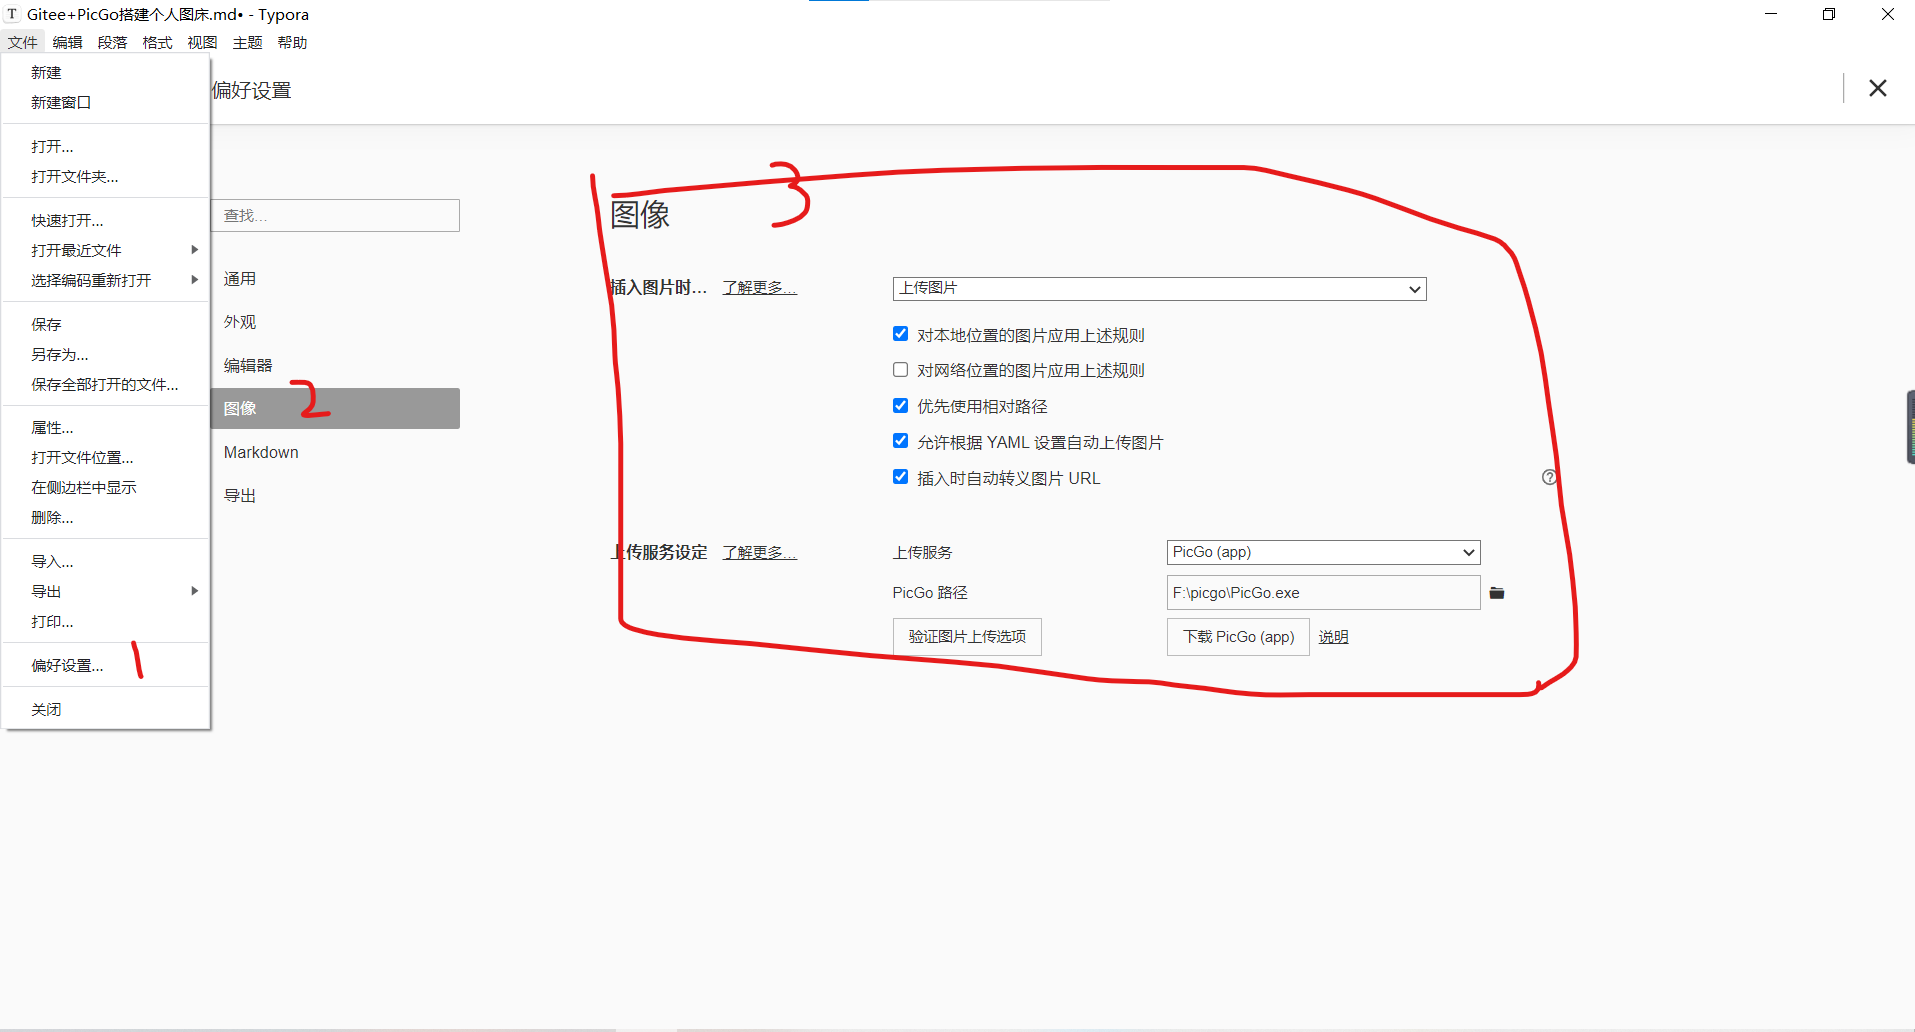 Gitee+PicGo搭建个人图床.md• - Typora
文件 编辑 段落 格式 视图 主题 帮助
新建
新建窗口
打开...
打开文件夹...
快速打开...
打开最近文件
选择编码重新打开
保存
另存为...
保存全部打开的文件...
属性...
打开文件位置...
在侧边栏中显示
删除...
导入...
导出
打印...
偏好设置...
1
关闭
偏好设置
查找...
通用
外观
编辑器
图像
2
Markdown
导出
3
图像
插入图片时... 了解更多... 上传图片
对本地位置的图片应用上述规则
对网络位置的图片应用上述规则
优先使用相对路径
允许根据 YAML 设置自动上传图片
插入时自动转义图片 URL
?
上传服务设定 了解更多... 上传服务 PicGo (app)
PicGo 路径 F:\picgo\PicGo.exe
验证图片上传选项 下载 PicGo (app) 说明